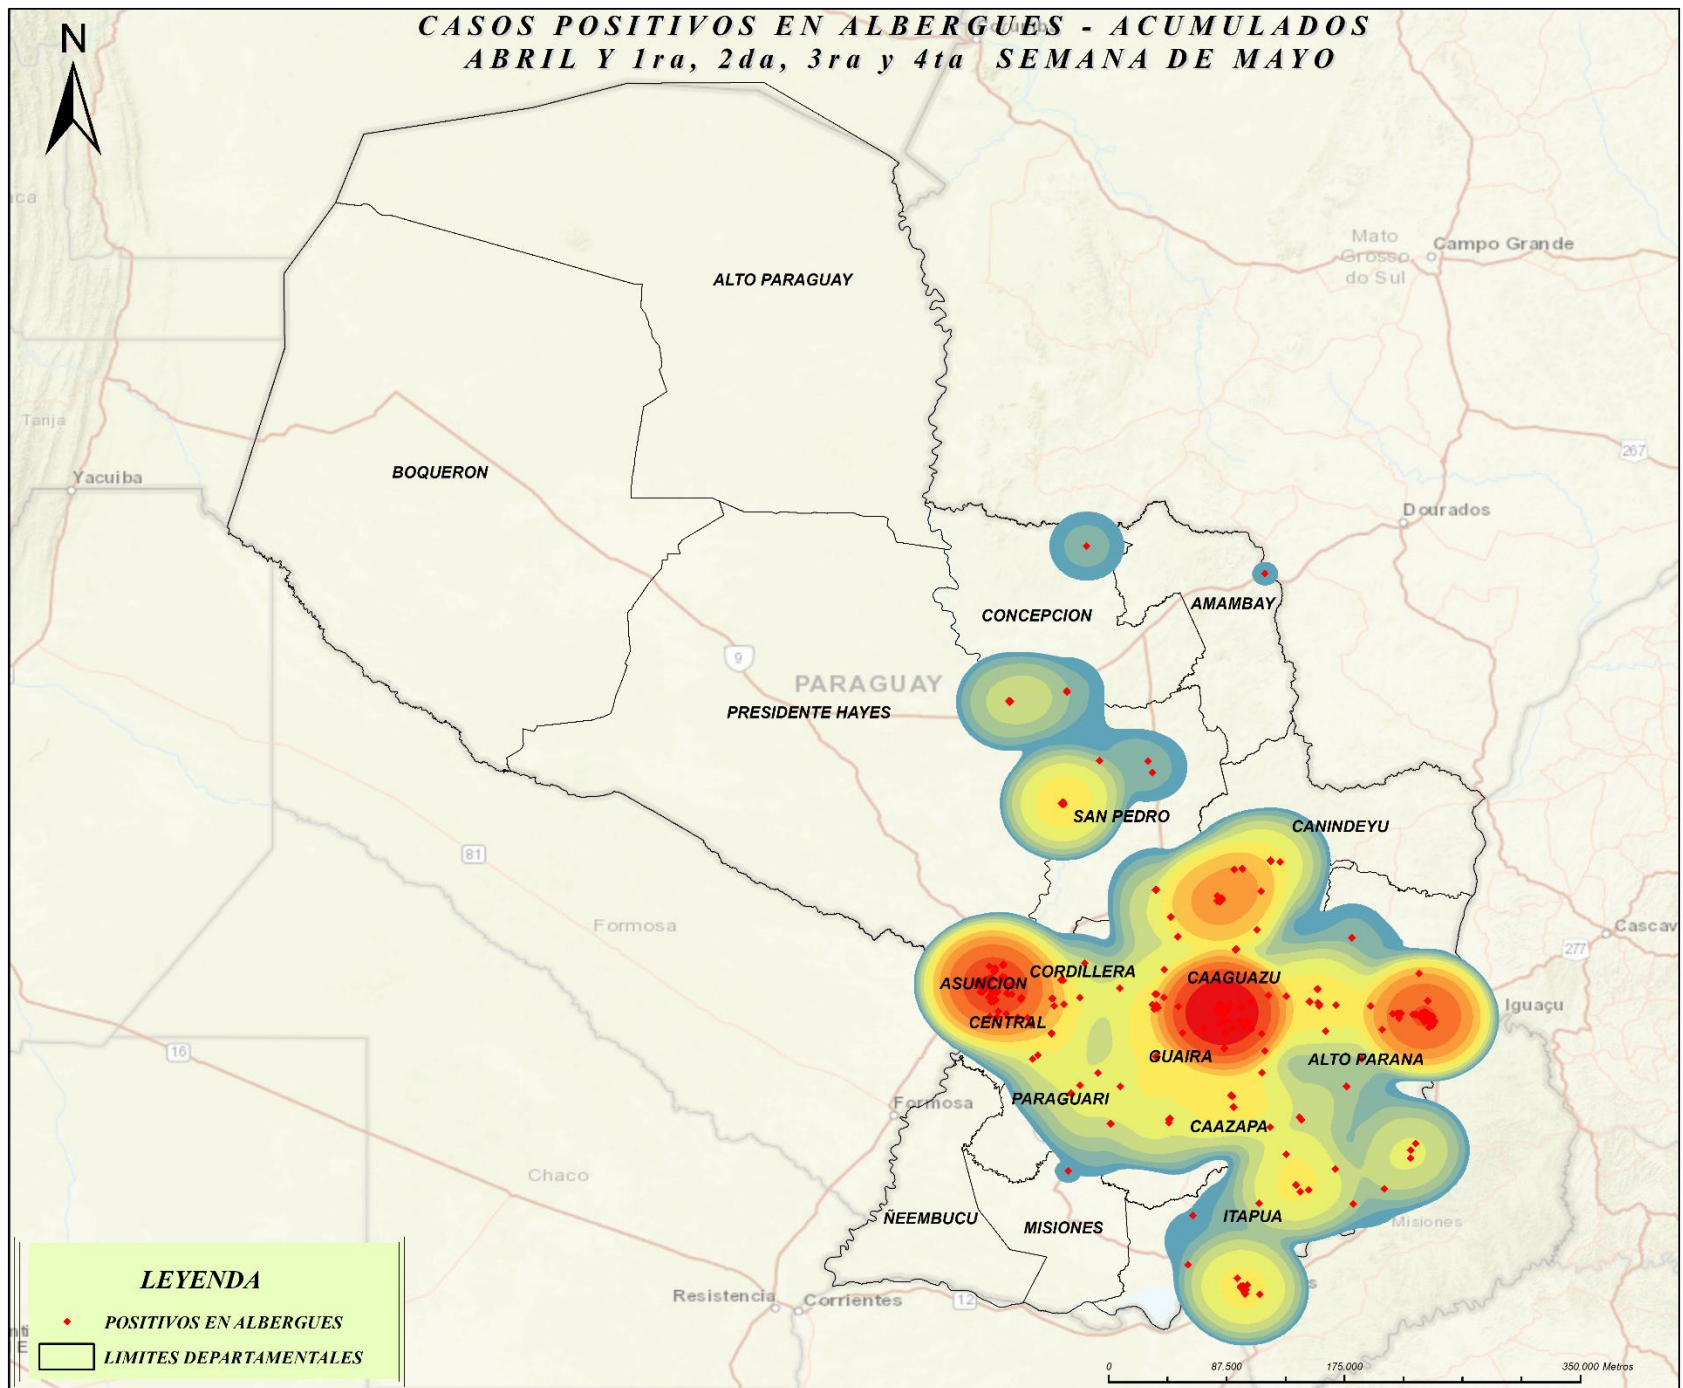 CASOS POSITIVOS EN ALBERGUES - ACUMULADOS
ABRIL Y 1ra, 2da, 3ra y 4ta SEMANA DE MAYO
N
Mato
Grosso
do Sul
Campo Grande
ALTO PARAGUAY
Tarija
267
BOQUERON
Yacuiba
Dourados
AMAMBAY
CONCEPCION
9
PARAGUAY
PRESIDENTE HAYES
SAN PEDRO
CANINDEYU
81
Formosa
Cascav
277
CORDILLERA
CAAGUAZU
ASUNCION
Iguaçu
CENTRAL
16
GUAIRA
ALTO PARANA
PARAGUARI
Formosa
CAAZAPA
Chaco
ÑEEMBUCU
MISIONES
ITAPUA
Misiones
LEYENDA
POSITIVOS EN ALBERGUES
LIMITES DEPARTAMENTALES
Resistencia
Corrientes
12
0 87.500 175.000 350.000 Metros